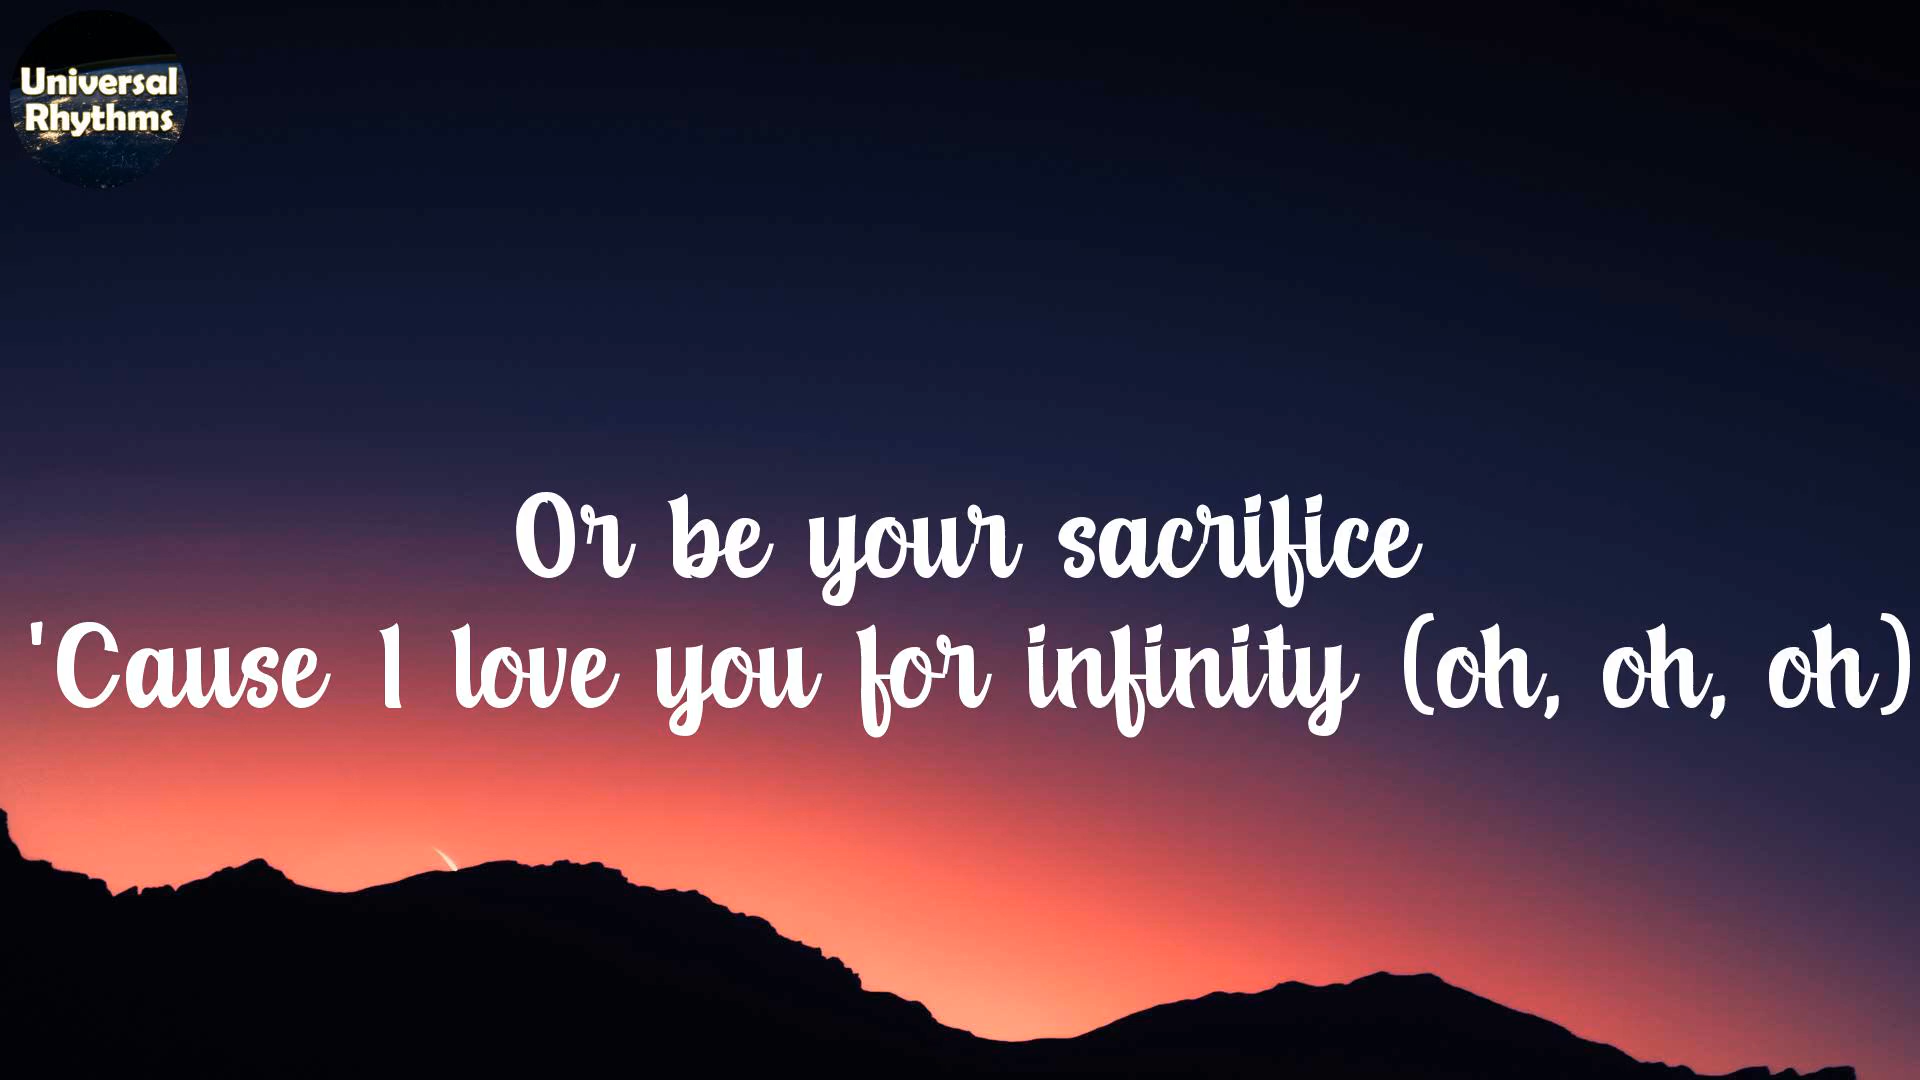 Universal
Rhythms
Or be your sacrifice
'Cause I love you for infinity (oh, oh, oh)